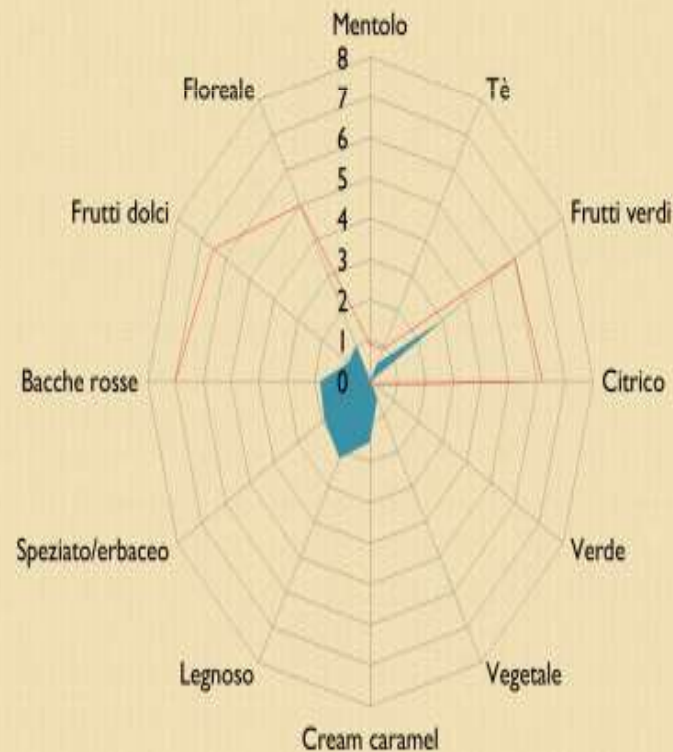 Mentolo
Tè
Frutti verdi
Citrico
Verde
Vegetale
Cream caramel
Legnoso
Speziato/erbaceo
Bacche rosse
Frutti dolci
Floreale
8
7
6
5
4
3
2
1
0